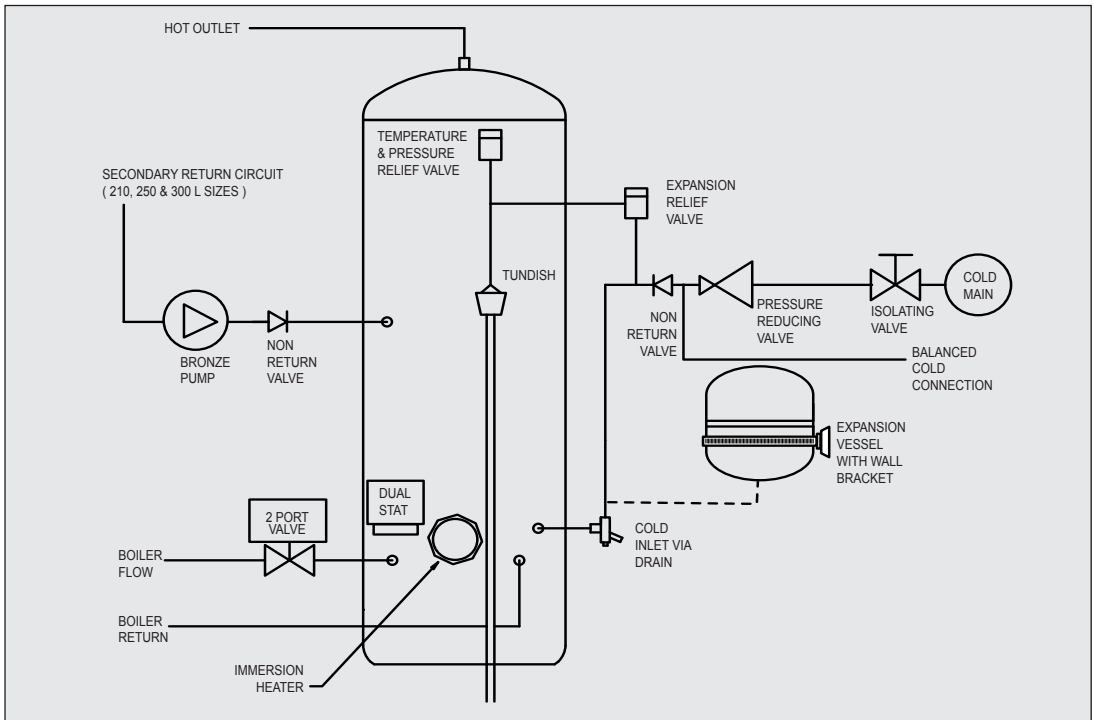 HOT OUTLET
TEMPERATURE
& PRESSURE
RELIEF VALVE
SECONDARY RETURN CIRCUIT
( 210, 250 & 300 L SIZES )
EXPANSION
RELIEF
VALVE
TUNDISH
COLD
MAIN
NON
RETURN
VALVE
PRESSURE
REDUCING
VALVE
ISOLATING
VALVE
BRONZE
PUMP
NON
RETURN
VALVE
BALANCED
COLD
CONNECTION
EXPANSION
VESSEL
WITH WALL
BRACKET
DUAL
STAT
2 PORT
VALVE
COLD
INLET VIA
DRAIN
BOILER
FLOW
BOILER
RETURN
IMMERSION
HEATER